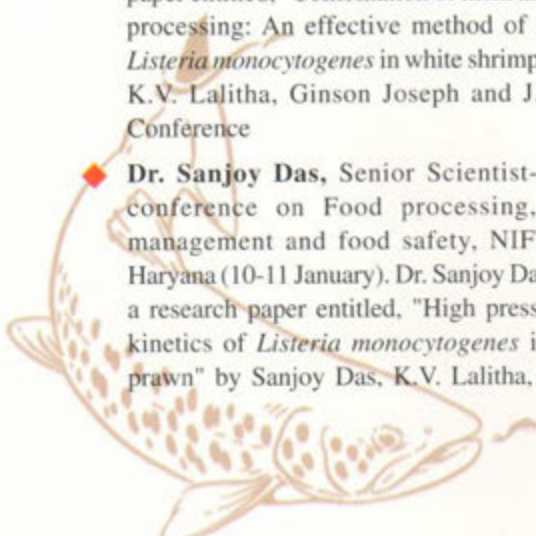 processing: An effective method of
Listeria monocytogenes in white shrimp
K.V. Lalitha, Ginson Joseph and J.
Conference
Dr. Sanjoy Das, Senior Scientist-
conference on Food processing,
management and food safety, NIF
Haryana (10-11 January). Dr. Sanjoy Da
a research paper entitled, "High press
kinetics of Listeria monocytogenes i
prawn" by Sanjoy Das, K.V. Lalitha,